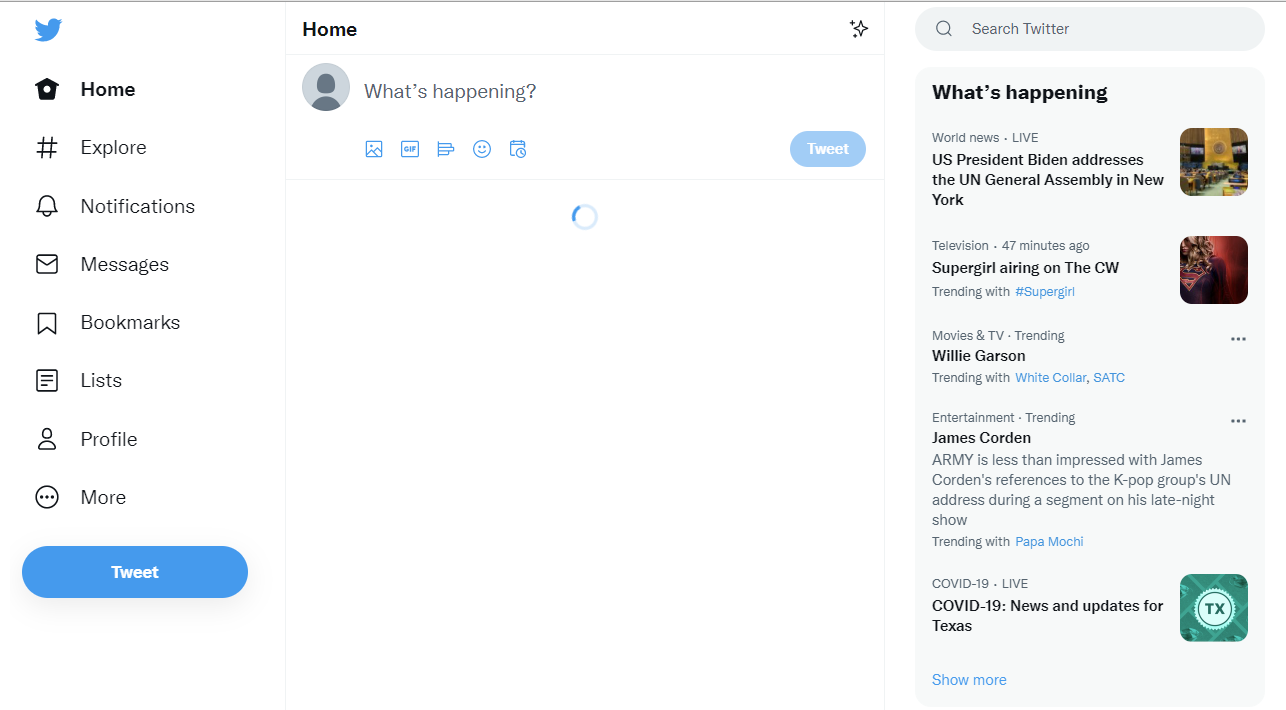 Home
Explore
Notifications
Messages
Bookmarks
Lists
Profile
More
Tweet
Home
What’s happening?
GIF
Tweet
Search Twitter
What’s happening
World news · LIVE
US President Biden addresses
the UN General Assembly in New
York
Television · 47 minutes ago
Supergirl airing on The CW
Trending with #Supergirl
Movies & TV · Trending
Willie Garson
Trending with White Collar, SATC
Entertainment · Trending
James Corden
ARMY is less than impressed with James
Corden's references to the K-pop group's UN
address during a segment on his late-night
show
Trending with Papa Mochi
COVID-19 · LIVE
COVID-19: News and updates for
Texas
TX
Show more